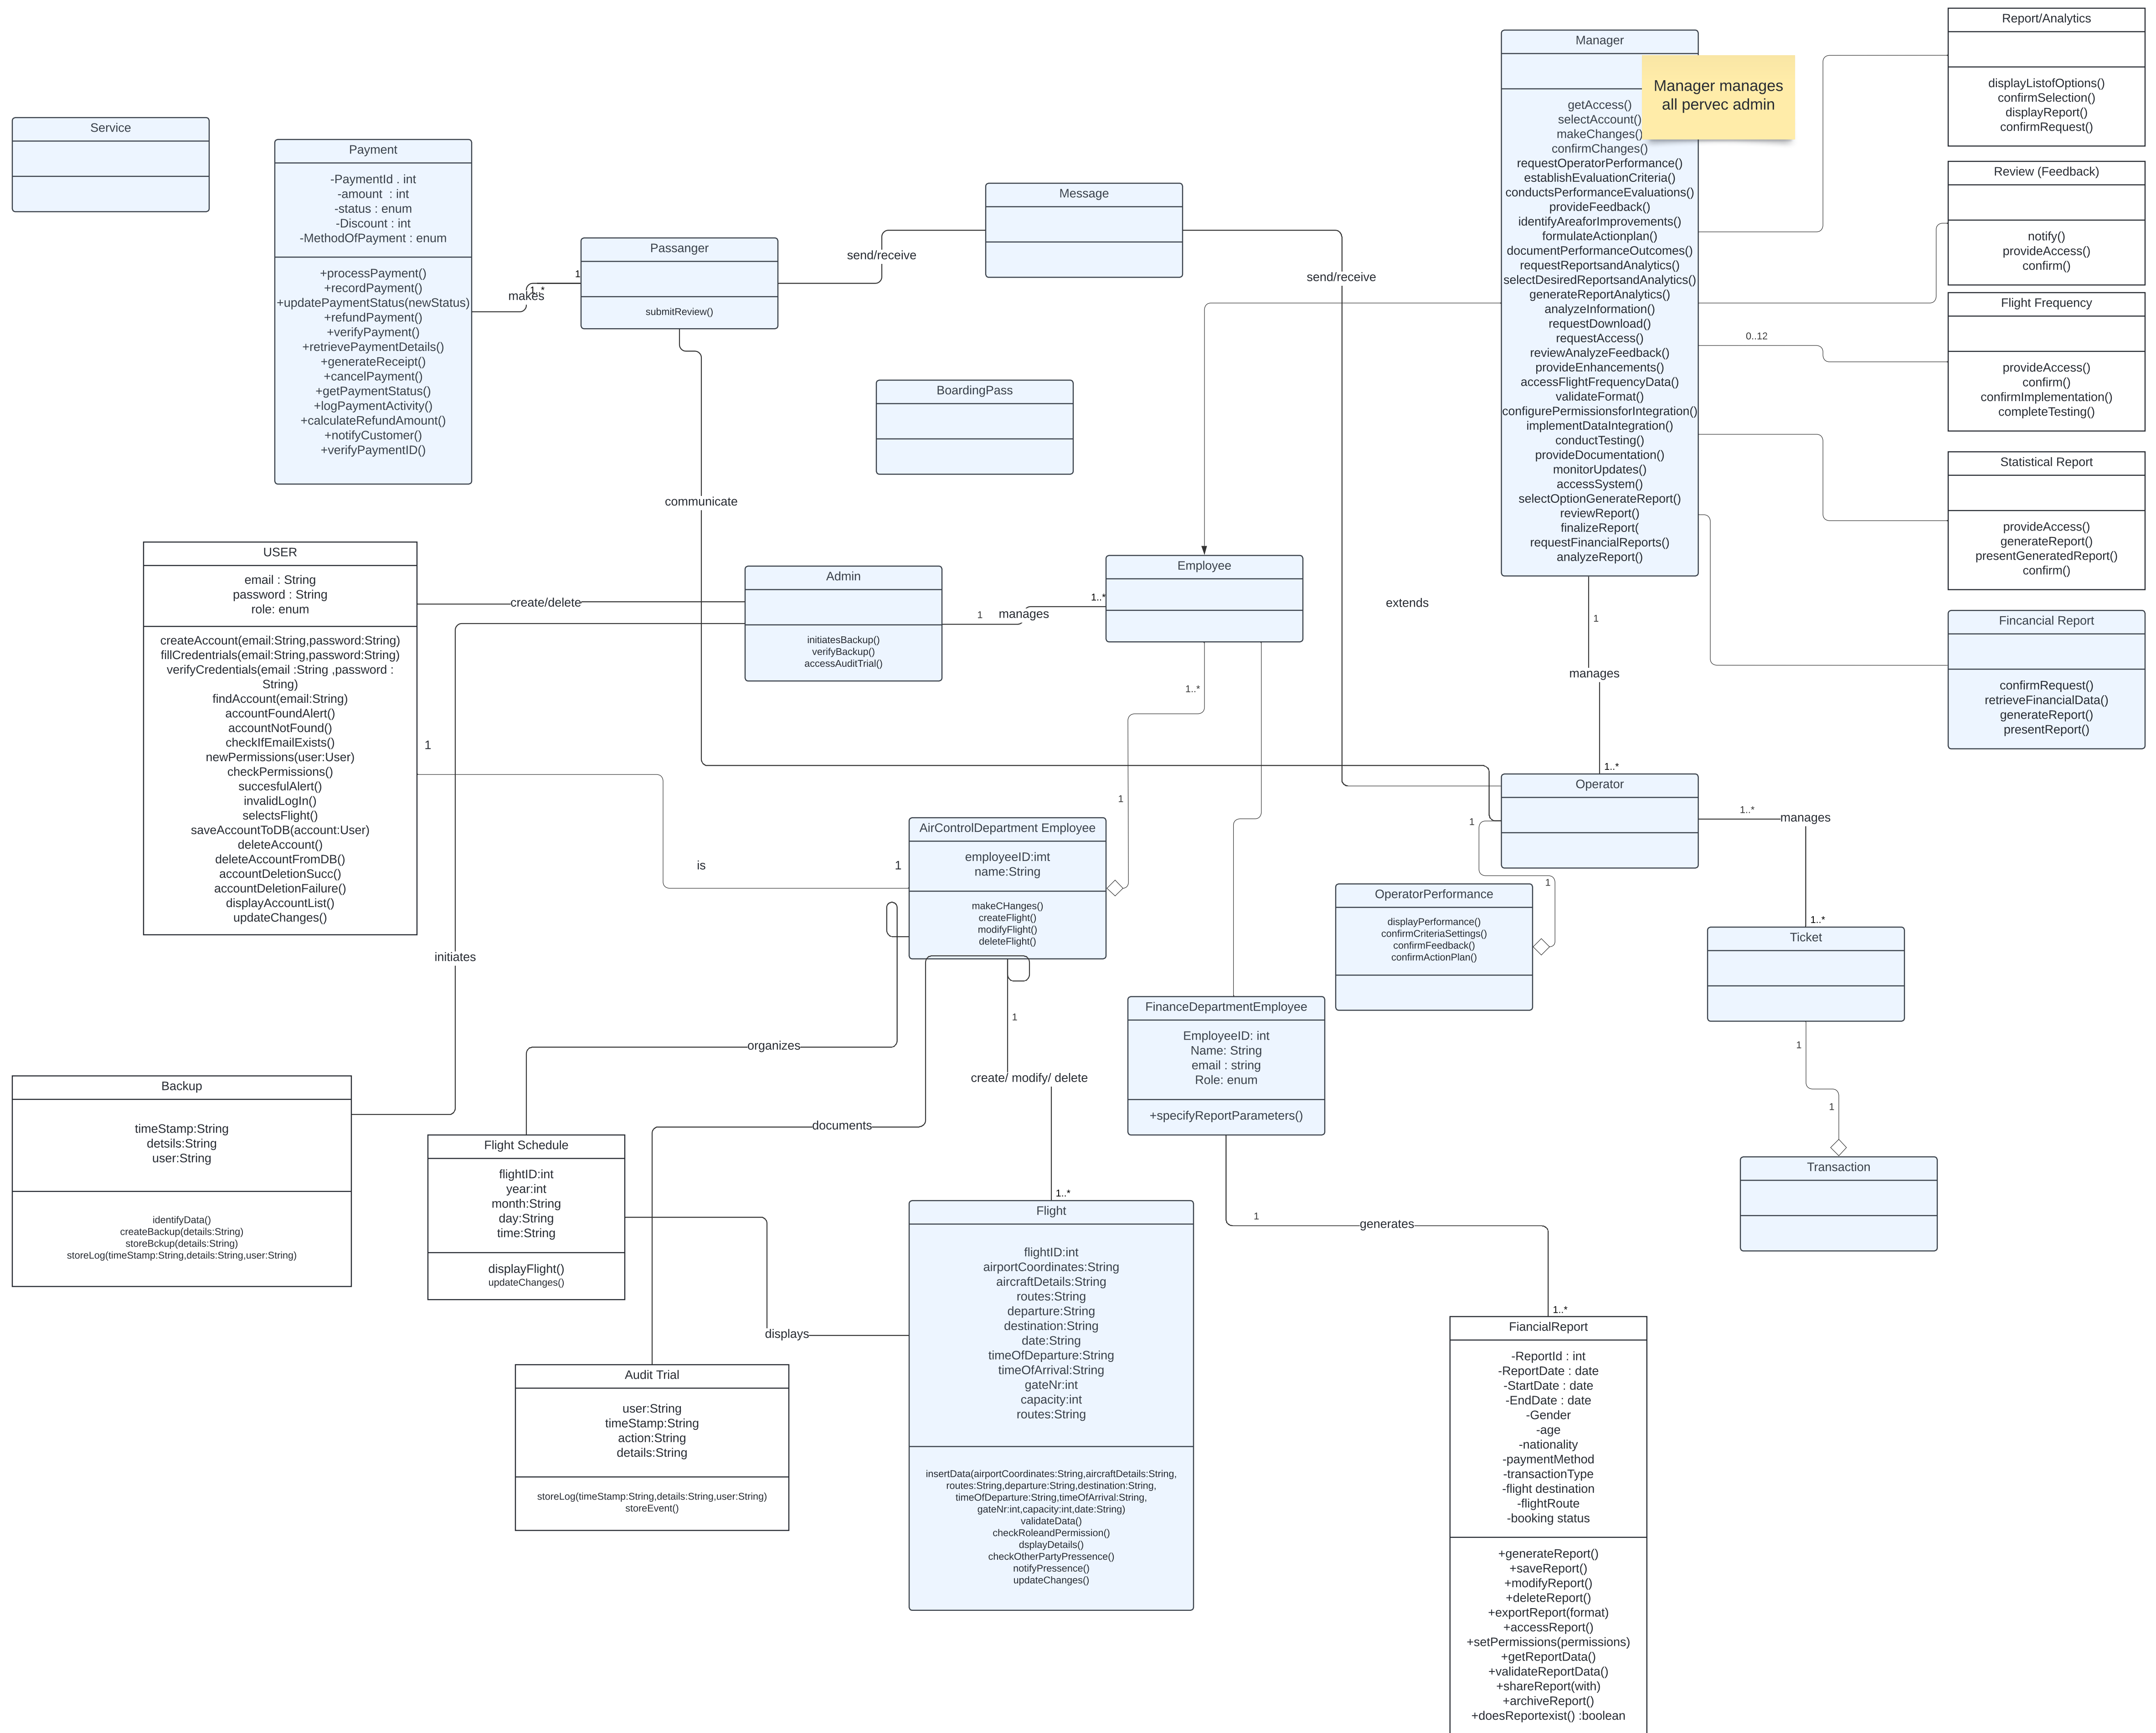 Service
Payment
-PaymentId . int
-amount  : int
-status : enum
-Discount : int
-MethodOfPayment : enum
+processPayment()
+recordPayment()
+updatePaymentStatus(newStatus)
+refundPayment()
+verifyPayment()
+retrievePaymentDetails()
+generateReceipt()
+cancelPayment()
+getPaymentStatus()
+logPaymentActivity()
+calculateRefundAmount()
+notifyCustomer()
+verifyPaymentID()
makes
1..*
1
Passanger
submitReview()
send/receive
Message
send/receive
BoardingPass
communicate
Manager
getAccess()
selectAccount()
makeChanges()
confirmChanges()
requestOperatorPerformance()
establishEvaluationCriteria()
conductsPerformanceEvaluations()
provideFeedback()
identifyAreaforImprovements()
formulateActionplan()
documentPerformanceOutcomes()
requestReportsandAnalytics()
selectDesiredReportsandAnalytics()
generateReportAnalytics()
analyzeInformation()
requestDownload()
requestAccess()
reviewAnalyzeFeedback()
provideEnhancements()
accessFlightFrequencyData()
validateFormat()
configurePermissionsforIntegration()
implementDataIntegration()
conductTesting()
provideDocumentation()
monitorUpdates()
accessSystem()
selectOptionGenerateReport()
reviewReport()
finalizeReport(
requestFinancialReports()
analyzeReport()
Manager manages
all pervec admin
Report/Analytics
displayListofOptions()
confirmSelection()
displayReport()
confirmRequest()
Review (Feedback)
notify()
provideAccess()
confirm()
0..12
Flight Frequency
provideAccess()
confirm()
confirmImplementation()
completeTesting()
Statistical Report
provideAccess()
generateReport()
presentGeneratedReport()
confirm()
Fincancial Report
confirmRequest()
retrieveFinancialData()
generateReport()
presentReport()
USER
email : String
password : String
role: enum
createAccount(email:String,password:String)
fillCredentrials(email:String,password:String)
verifyCredentials(email :String ,password :
String)
findAccount(email:String)
accountFoundAlert()
accountNotFound()
checkIfEmailExists()
newPermissions(user:User)
checkPermissions()
succesfulAlert()
invalidLogIn()
selectsFlight()
saveAccountToDB(account:User)
deleteAccount()
deleteAccountFromDB()
accountDeletionSucc()
accountDeletionFailure()
displayAccountList()
updateChanges()
create/delete
Admin
initiatesBackup()
verifyBackup()
accessAuditTrial()
1
manages
1..*
Employee
extends
1
manages
1..*
1..*
1
1
is
1
initiates
AirControlDepartment Employee
employeeID:imt
name:String
makeCHanges()
createFlight()
modifyFlight()
deleteFlight()
Operator
1
1
1..*
manages
1..*
OperatorPerformance
displayPerformance()
confirmCriteriaSettings()
confirmFeedback()
confirmActionPlan()
Ticket
1
1
Transaction
FinanceDepartmentEmployee
EmployeeID: int
Name: String
email : string
Role: enum
+specifyReportParameters()
1
generates
1..*
organizes
documents
1
create/ modify/ delete
1..*
Backup
timeStamp:String
detsils:String
user:String
identifyData()
createBackup(details:String)
storeBckup(details:String)
storeLog(timeStamp:String,details:String,user:String)
Flight Schedule
flightID:int
year:int
month:String
day:String
time:String
displayFlight()
updateChanges()
displays
Audit Trial
user:String
timeStamp:String
action:String
details:String
storeLog(timeStamp:String,details:String,user:String)
storeEvent()
Flight
flightID:int
airportCoordinates:String
aircraftDetails:String
routes:String
departure:String
destination:String
date:String
timeOfDeparture:String
timeOfArrival:String
gateNr:int
capacity:int
routes:String
insertData(airportCoordinates:String,aircraftDetails:String,
routes:String,departure:String,destination:String,
timeOfDeparture:String,timeOfArrival:String,
gateNr:int,capacity:int,date:String)
validateData()
checkRoleandPermission()
dsplayDetails()
checkOtherPartyPressence()
notifyPressence()
updateChanges()
FiancialReport
-ReportId : int
-ReportDate : date
-StartDate : date
-EndDate : date
-Gender
-age
-nationality
-paymentMethod
-transactionType
-flight destination
-flightRoute
-booking status
+generateReport()
+saveReport()
+modifyReport()
+deleteReport()
+exportReport(format)
+accessReport()
+setPermissions(permissions)
+getReportData()
+validateReportData()
+shareReport(with)
+archiveReport()
+doesReportexist() :boolean